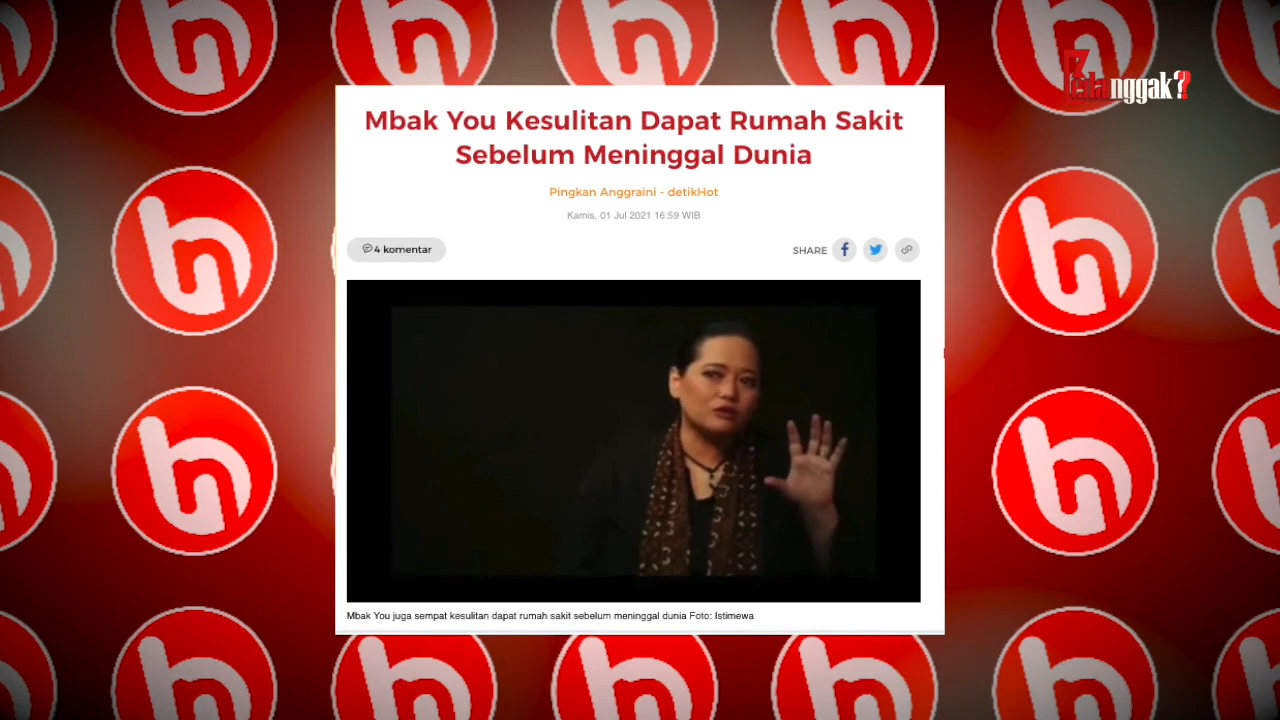 Pedanggak?
Mbak You Kesulitan Dapat Rumah Sakit
Sebelum Meninggal Dunia
Pingkan Anggraini - detikHot
Kamis, 01 Jul 2021 16:59 WIB
4 komentar
SHARE
Mbak You juga sempat kesulitan dapat rumah sakit sebelum meninggal dunia Foto: Istimewa